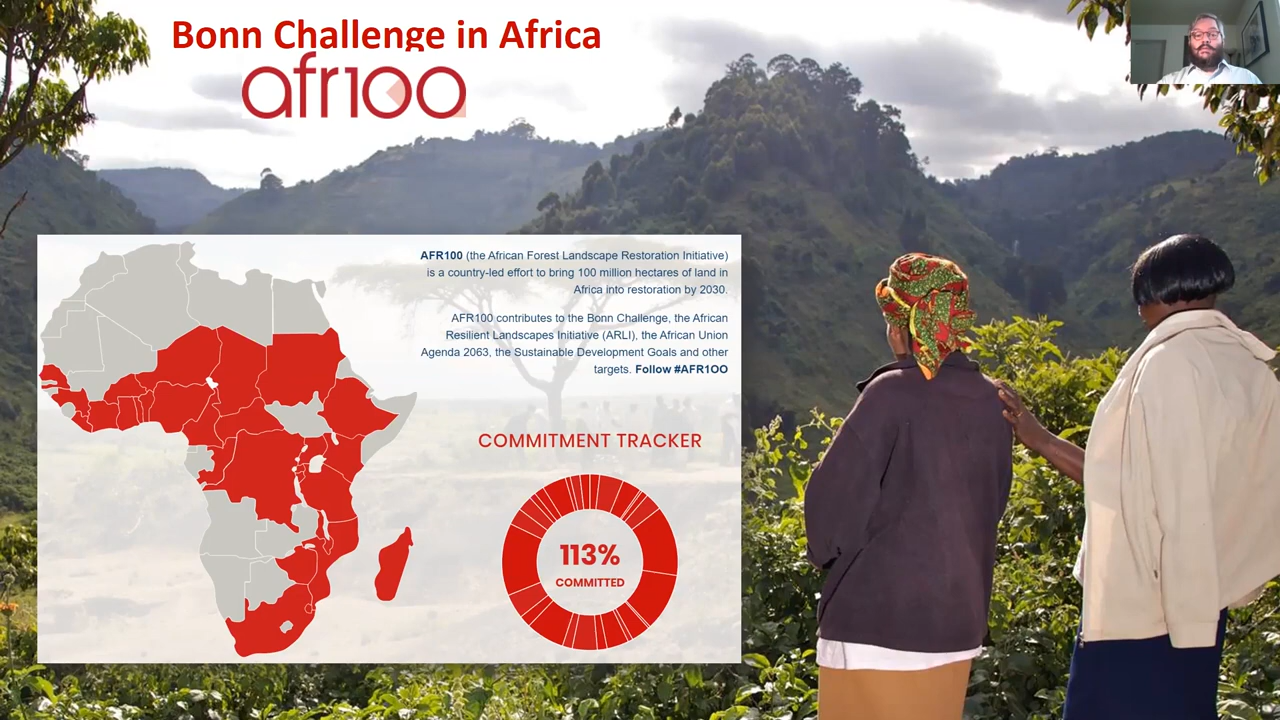 Bonn Challenge in Africa
afr100
AFR100 (the African Forest Landscape Restoration Initiative)
is a country-led effort to bring 100 million hectares of land in
Africa into restoration by 2030.
AFR100 contributes to the Bonn Challenge, the African
Resilient Landscapes Initiative (ARLI), the African Union
Agenda 2063, the Sustainable Development Goals and other
targets. Follow #AFR1OO
COMMITMENT TRACKER
113%
COMMITTED